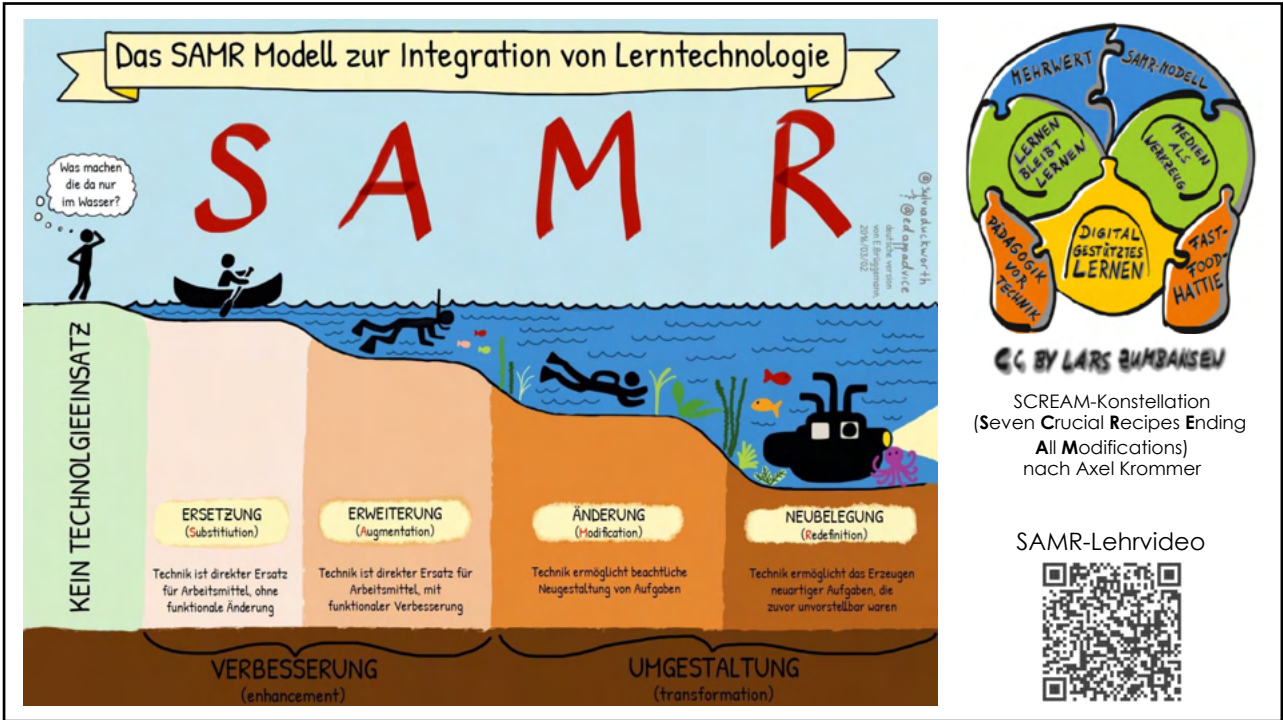 Das SAMR Modell zur Integration von Lerntechnologie
S A M R
Was machen
die da nur
im Wasser?
@sylviaduckworth
@edappadvice
deutsche version
von E.Brüggemann,
2016/03/02
KEIN TECHNOLGIEEINSATZ
ERSETZUNG
(Substitiution)
Technik ist direkter Ersatz
für Arbeitsmittel, ohne
funktionale Änderung
ERWEITERUNG
(Augmentation)
Technik ist direkter Ersatz für
Arbeitsmittel, mit
funktionaler Verbesserung
ÄNDERUNG
(Modification)
Technik ermöglicht beachtliche
Neugestaltung von Aufgaben
NEUBELEGUNG
(Redefinition)
Technik ermöglicht das Erzeugen
neuartiger Aufgaben, die
zuvor unvorstellbar waren
VERBESSERUNG
(enhancement)
UMGESTALTUNG
(transformation)
MEHRWERT
SAMR-MODELL
LERNEN
BLEIBT
LERNEN
MEDIEN
ALS
WERKZEUG
PÄDAGOGIK
VOR
TECHNIK
DIGITAL
GESTÜTZTES
LERNEN
FAST-
FOOD-
HATTIE
CC BY LARS ZUMBANSEN
SCREAM-Konstellation
(Seven Crucial Recipes Ending
All Modifications)
nach Axel Krommer
SAMR-Lehrvideo